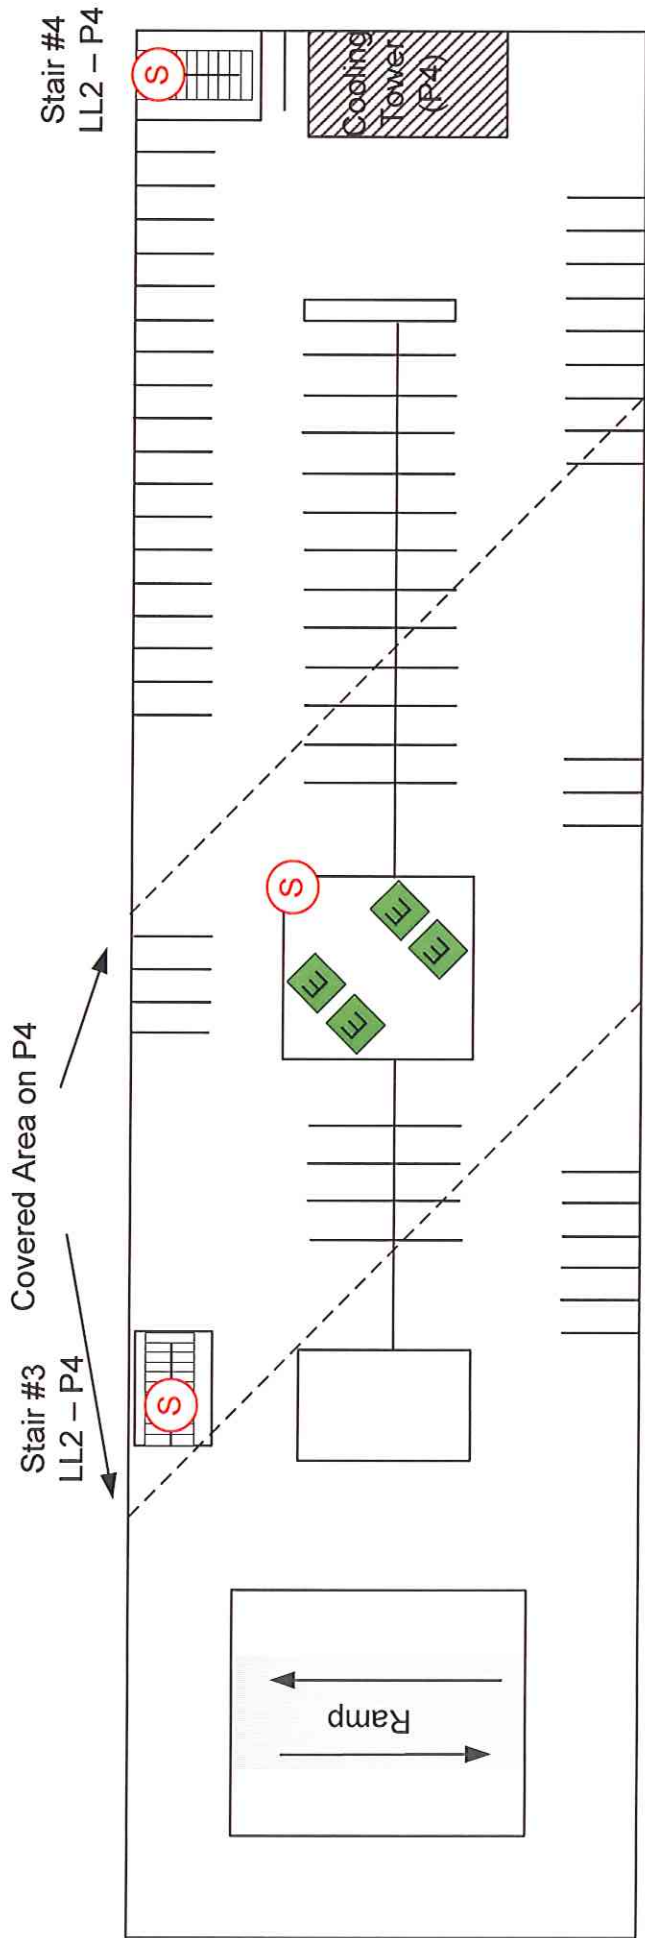 Stair #3
LL2 – P4
Covered Area on P4
Stair #4
LL2 – P4
S
S
S
E
E
E
E
Cooling
Tower
(P4)
Ramp